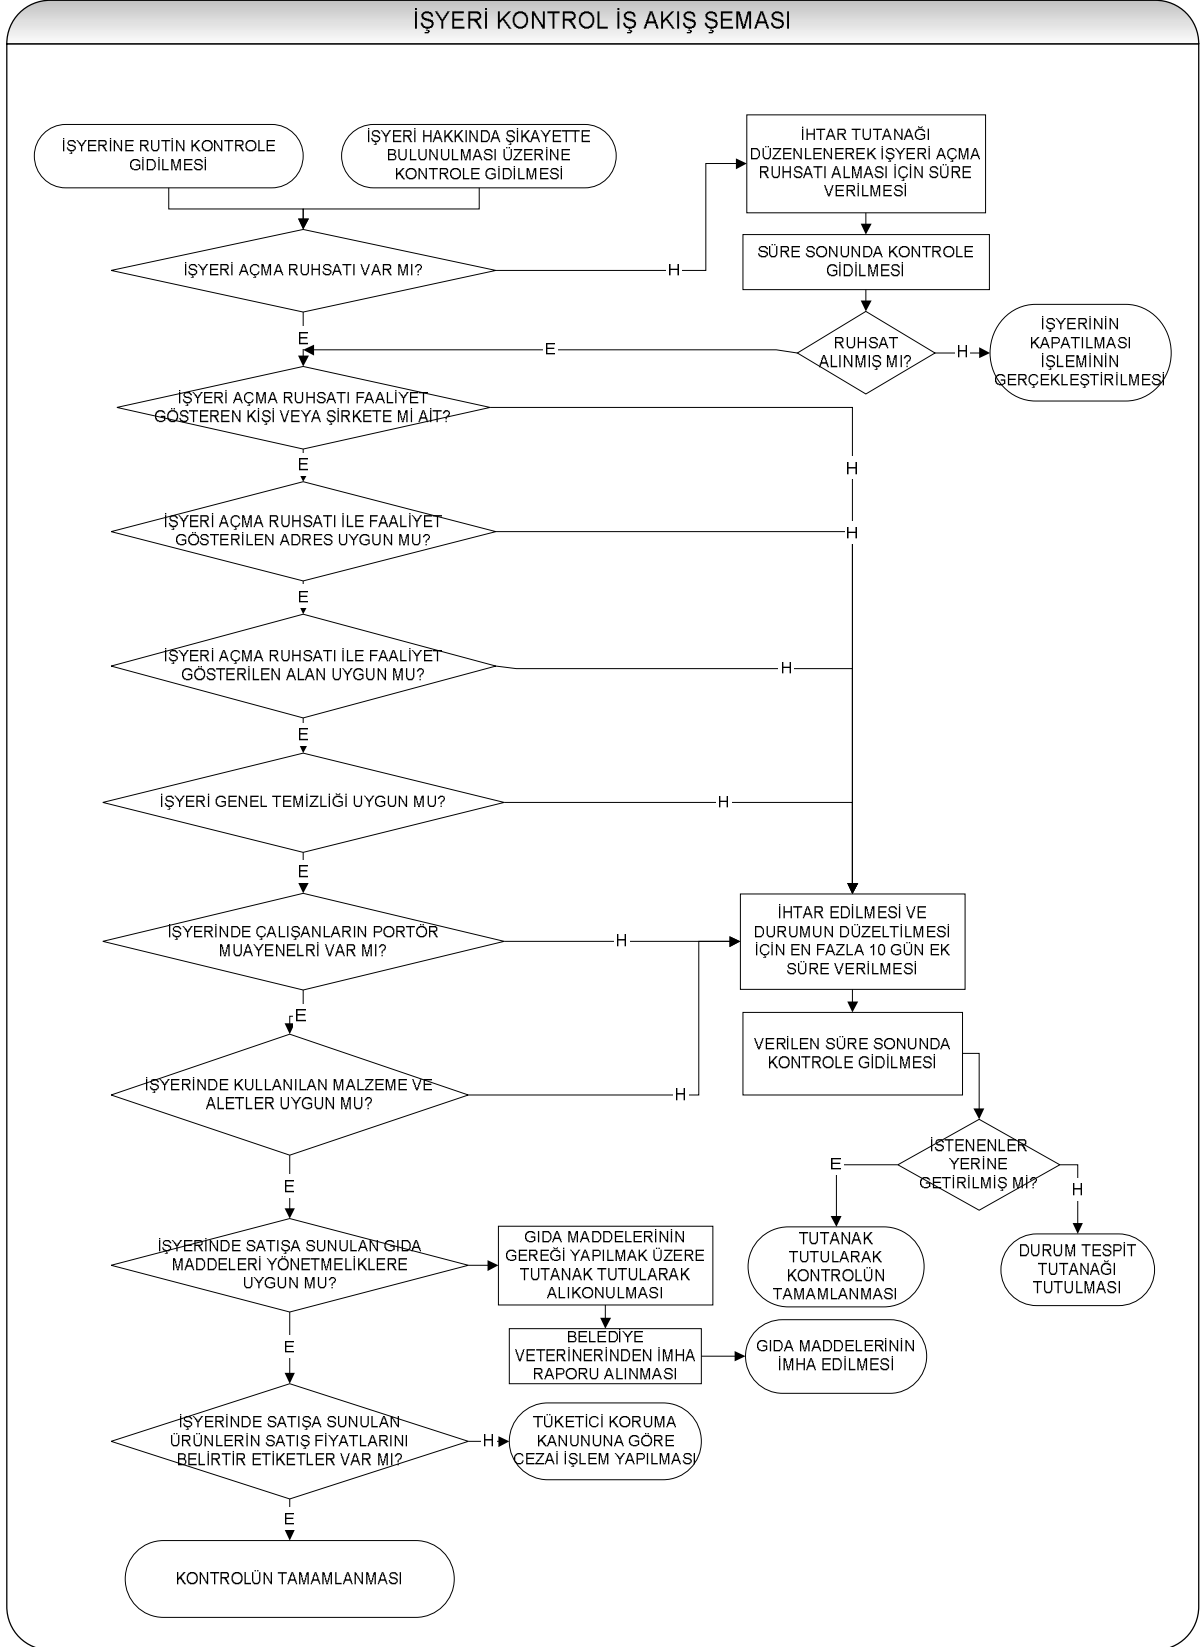 İŞYERİ KONTROL İŞ AKIŞ ŞEMASI
İŞYERİNE RUTİN KONTROLE
GİDİLMESİ
İŞYERİ HAKKINDA ŞİKAYETTE
BULUNULMASI ÜZERİNE
KONTROLE GİDİLMESİ
İHTAR TUTANAĞI
DÜZENLENEREK İŞYERİ AÇMA
RUHSATI ALMASI İÇİN SÜRE
VERİLMESİ
İŞYERİ AÇMA RUHSATI VAR MI?
H
SÜRE SONUNDA KONTROLE
GİDİLMESİ
E
E
RUHSAT
ALINMIŞ MI?
H
İŞYERİNİN
KAPATILMASI
İŞLEMİNİN
GERÇEKLEŞTİRİLMESİ
İŞYERİ AÇMA RUHSATI FAALİYET
GÖSTEREN KİŞİ VEYA ŞİRKETE Mİ AİT?
H
E
İŞYERİ AÇMA RUHSATI İLE FAALİYET
GÖSTERİLEN ADRES UYGUN MU?
H
E
İŞYERİ AÇMA RUHSATI İLE FAALİYET
GÖSTERİLEN ALAN UYGUN MU?
H
E
İŞYERİ GENEL TEMİZLİĞİ UYGUN MU?
H
E
İŞYERİNDE ÇALIŞANLARIN PORTÖR
MUAYENELRİ VAR MI?
H
İHTAR EDİLMESİ VE
DURUMUN DÜZELTİLMESİ
İÇİN EN FAZLA 10 GÜN EK
SÜRE VERİLMESİ
E
VERİLEN SÜRE SONUNDA
KONTROLE GİDİLMESİ
İŞYERİNDE KULLANILAN MALZEME VE
ALETLER UYGUN MU?
H
E
İSTENENLER
YERİNE
GETİRİLMİŞ Mİ?
E
H
İŞYERİNDE SATIŞA SUNULAN GIDA
MADDELERİ YÖNETMELİKLERE
UYGUN MU?
GIDA MADDELERİNİN
GEREĞİ YAPILMAK ÜZERE
TUTANAK TUTULARAK
ALIKONULMASI
TUTANAK
TUTULARAK
KONTROLÜN
TAMAMLANMASI
DURUM TESPİT
TUTANAĞI
TUTULMASI
E
BELEDİYE
VETERİNERİNDEN İMHA
RAPORU ALINMASI
GIDA MADDELERİNİN
İMHA EDİLMESİ
İŞYERİNDE SATIŞA SUNULAN
ÜRÜNLERİN SATIŞ FİYATLARINI
BELİRTİR ETİKETLER VAR MI?
H
TÜKETİCİ KORUMA
KANUNUNA GÖRE
CEZAİ İŞLEM YAPILMASI
E
KONTROLÜN TAMAMLANMASI